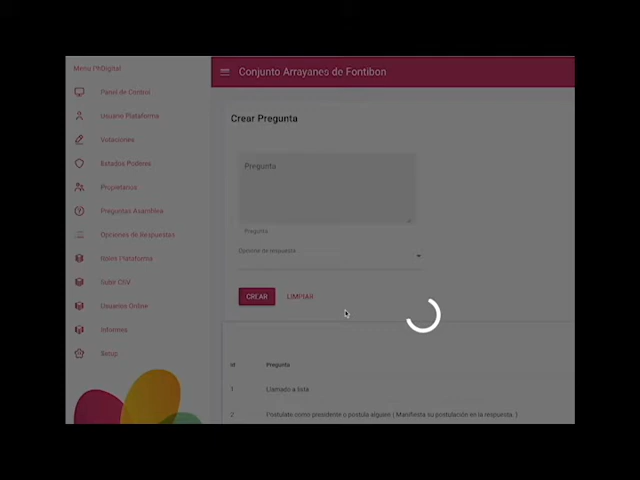 Menu PhDigital
Panel de Control
Usuario Plataforma
Votaciones
Estados Poderes
Propietarios
Preguntas Asamblea
Opciones de Respuestas
Roles Plataforma
Subir CSV
Usuarios Online
Informes
Setup
Conjunto Arrayanes de Fontibon
Crear Pregunta
Pregunta
Pregunta
Opciones de respuesta
CREAR
LIMPIAR
Id Pregunta
1 Llamado a lista
2 Postulate como presidente o postula alguien ( Manifiesta su postulación en la respuesta. )